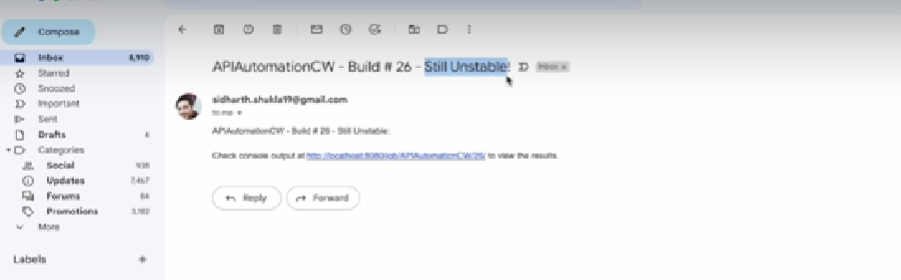 Compose
Inbox 8,910
Starred
Snoozed
Important
Sent
Drafts 4
Categories
Social 938
Updates 7,467
Forums 84
Promotions 3,182
More
Labels +
APIAutomationCW - Build # 26 - Still Unstable! Inbox x
sidharth.shukla19@gmail.com
to me
APIAutomationCW - Build # 26 - Still Unstable:
Check console output at http://localhost:8080/job/APIAutomationCW/26/ to view the results.
Reply Forward